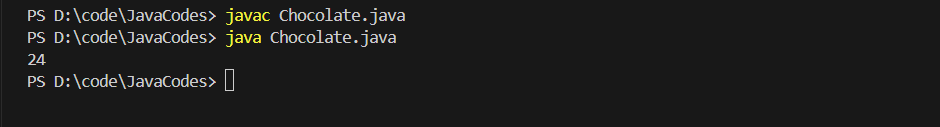 PS D:\code\JavaCodes> javac Chocolate.java
PS D:\code\JavaCodes> java Chocolate.java
24
PS D:\code\JavaCodes>